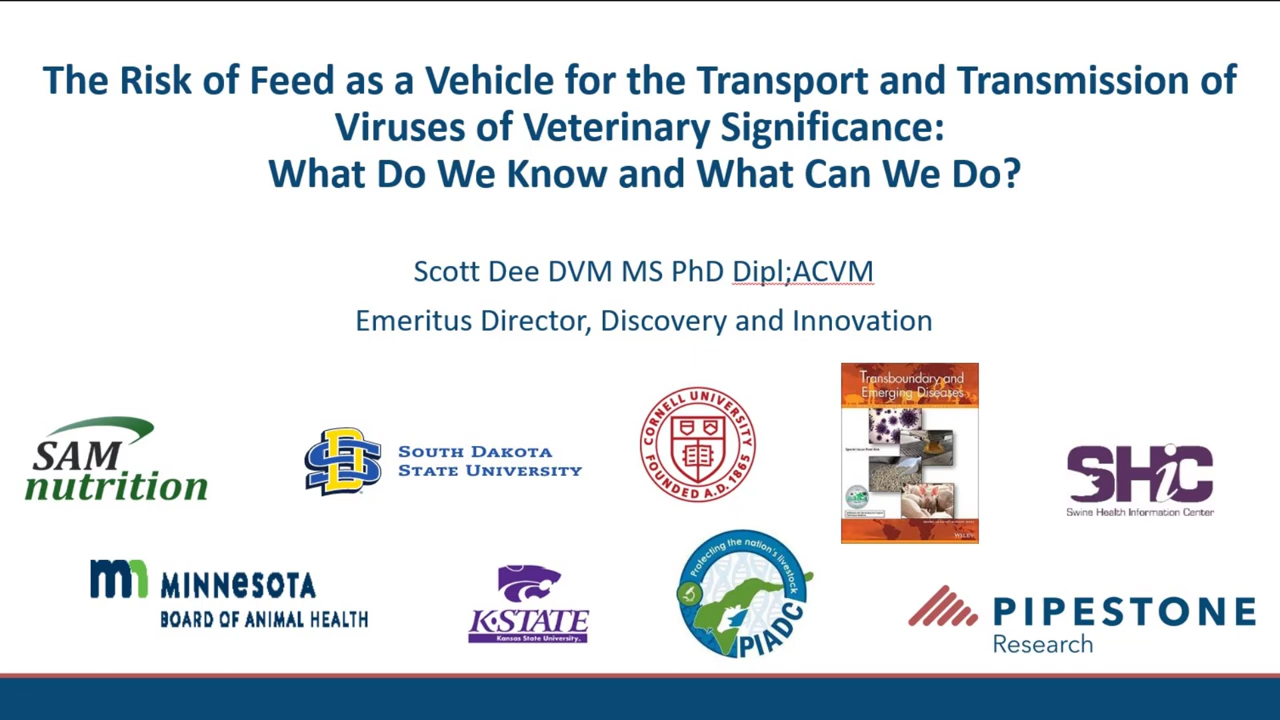 The Risk of Feed as a Vehicle for the Transport and Transmission of
Viruses of Veterinary Significance:
What Do We Know and What Can We Do?
Scott Dee DVM MS PhD Dipl;ACVM
Emeritus Director, Discovery and Innovation
SAM
nutrition
SD
SOUTH DAKOTA
STATE UNIVERSITY
CORNELL UNIVERSITY
FOUNDED A.D. 1865
Transboundary and
Emerging Diseases
WILEY
SHiC
Swine Health Information Center
mn MINNESOTA
BOARD OF ANIMAL HEALTH
K-STATE
Kansas State University
Protecting the nation's livestock
PIADC
PIPESTONE
Research